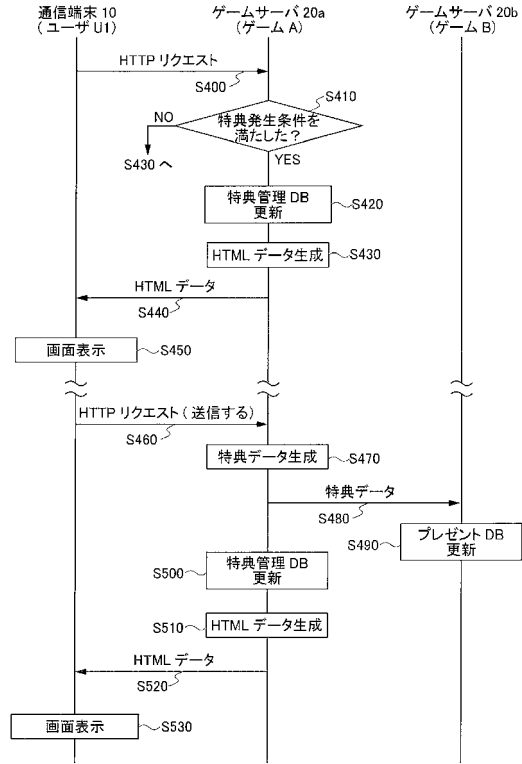 通信端末 10
(ユーザ U1)
ゲームサーバ 20a
(ゲーム A)
ゲームサーバ 20b
(ゲーム B)
HTTP リクエスト
S400
S410
特典発生条件を
満たした?
NO
S430 へ
YES
特典管理 DB
更新
S420
HTML データ生成
S430
HTML データ
S440
画面表示
S450
HTTP リクエスト ( 送信する )
S460
特典データ生成
S470
特典データ
S480
プレゼント DB
更新
S490
特典管理 DB
更新
S500
HTML データ生成
S510
HTML データ
S520
画面表示
S530